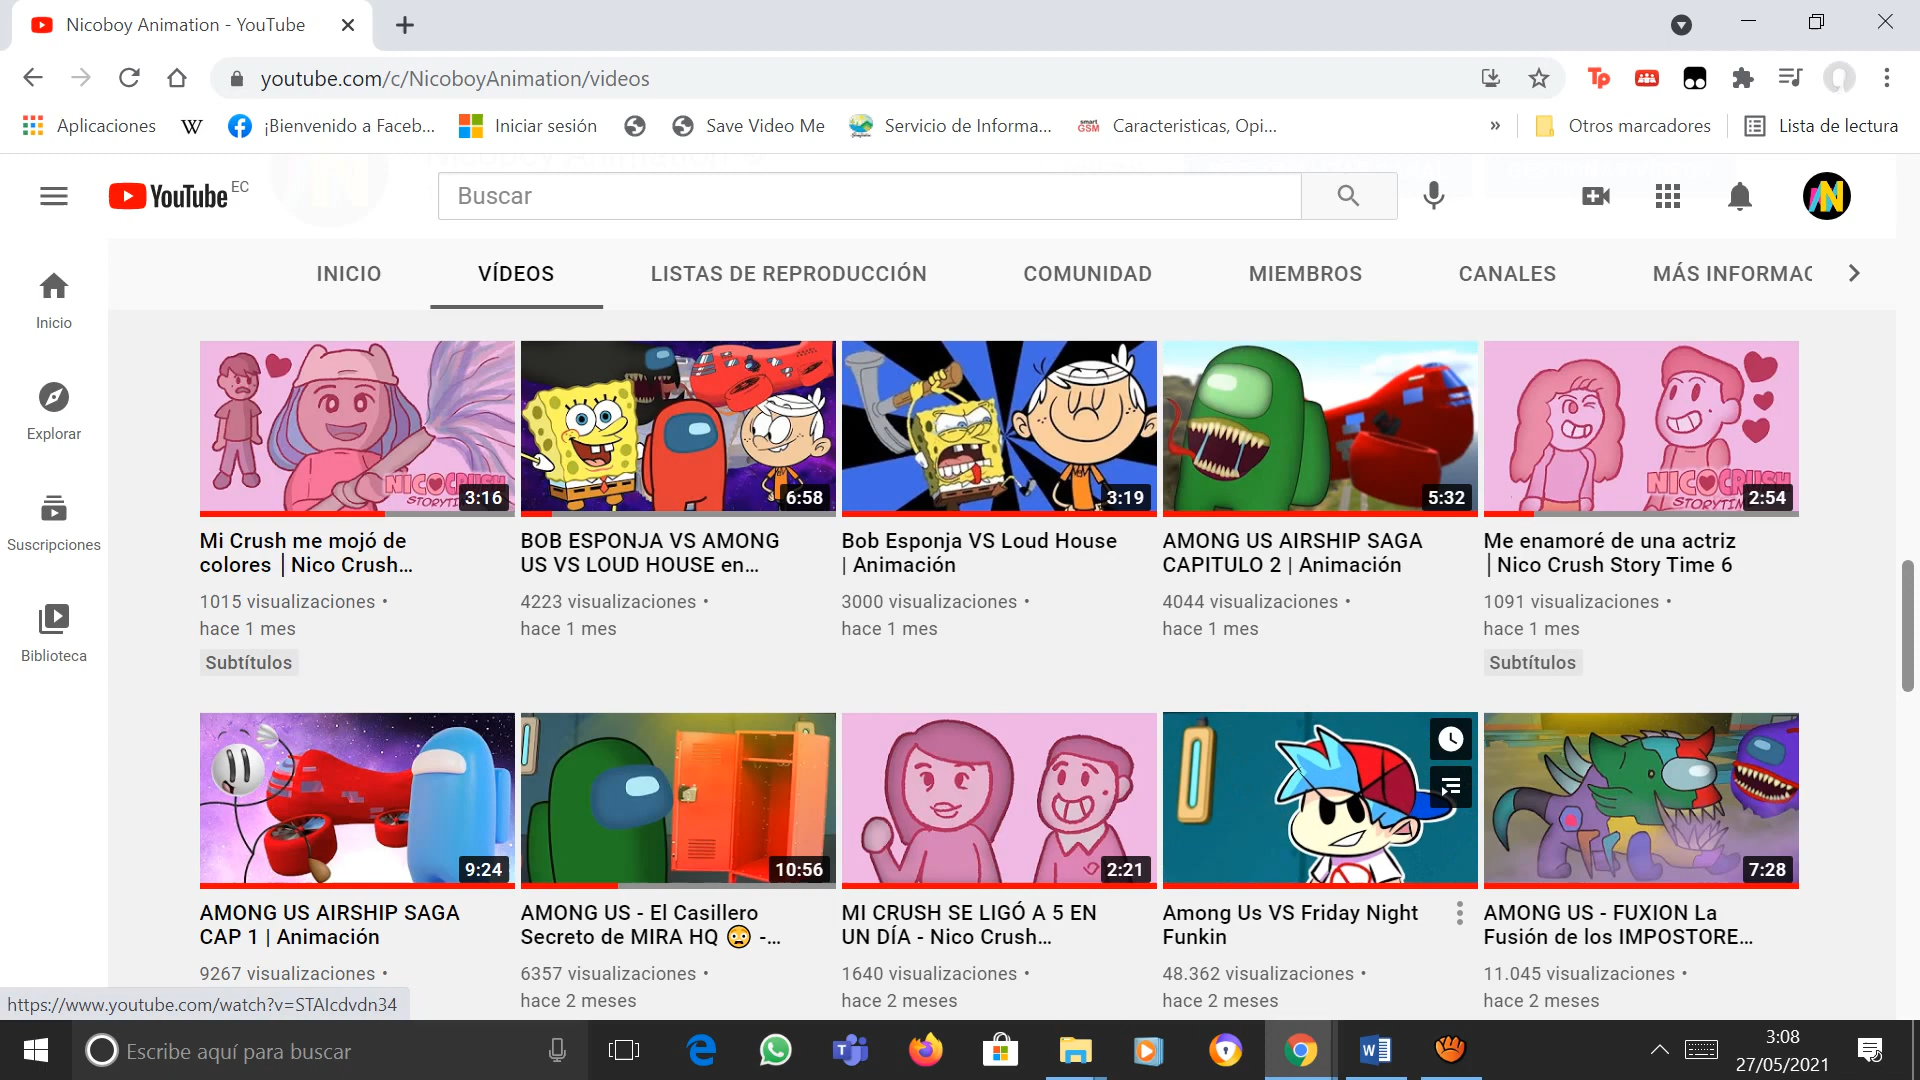 Nicoboy Animation - YouTube
youtube.com/c/NicoboyAnimation/videos
Aplicaciones
W
¡Bienvenido a Faceb...
Iniciar sesión
Save Video Me
Servicio de Informa...
smart GSM
Caracteristicas, Opi...
»
Otros marcadores
Lista de lectura
YouTube EC
Buscar
INICIO
VÍDEOS
LISTAS DE REPRODUCCIÓN
COMUNIDAD
MIEMBROS
CANALES
MÁS INFORMAC
Inicio
Explorar
Suscripciones
Biblioteca
NICOCRUSH
3:16
6:58
3:19
5:32
NICOCRUSH
2:54
Mi Crush me mojó de
colores │Nico Crush...
1015 visualizaciones •
hace 1 mes
Subtítulos
BOB ESPONJA VS AMONG
US VS LOUD HOUSE en...
4223 visualizaciones •
hace 1 mes
Bob Esponja VS Loud House
| Animación
3000 visualizaciones •
hace 1 mes
AMONG US AIRSHIP SAGA
CAPITULO 2 | Animación
4044 visualizaciones •
hace 1 mes
Me enamoré de una actriz
│Nico Crush Story Time 6
1091 visualizaciones •
hace 1 mes
Subtítulos
9:24
10:56
2:21
7:28
AMONG US AIRSHIP SAGA
CAP 1 | Animación
9267 visualizaciones •
AMONG US - El Casillero
Secreto de MIRA HQ 😳 -...
6357 visualizaciones •
hace 2 meses
MI CRUSH SE LIGÓ A 5 EN
UN DÍA - Nico Crush...
1640 visualizaciones •
hace 2 meses
Among Us VS Friday Night
Funkin
48.362 visualizaciones •
hace 2 meses
AMONG US - FUXION La
Fusión de los IMPOSTORE...
11.045 visualizaciones •
hace 2 meses
https://www.youtube.com/watch?v=STAIcdvdn34
Escribe aquí para buscar
3:08
27/05/2021